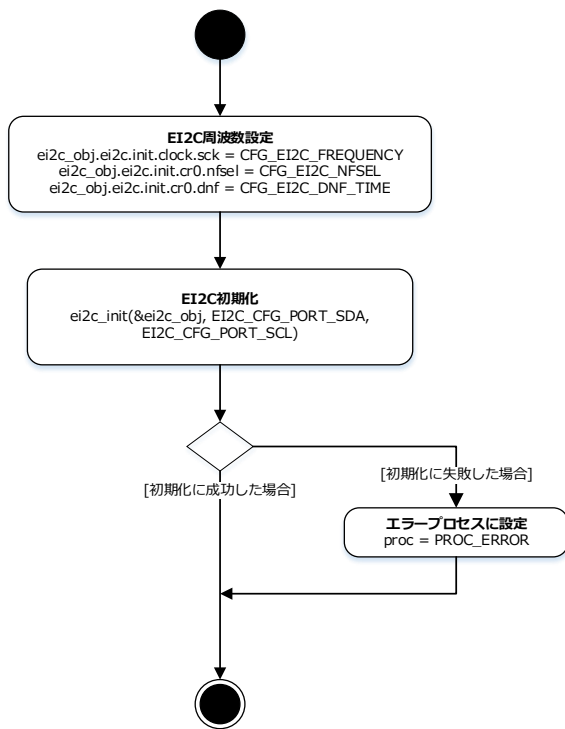 EI2C周波数設定
ei2c_obj.ei2c.init.clock.sck = CFG_EI2C_FREQUENCY
ei2c_obj.ei2c.init.cr0.nfsel = CFG_EI2C_NFSEL
ei2c_obj.ei2c.init.cr0.dnf = CFG_EI2C_DNF_TIME
EI2C初期化
ei2c_init(&ei2c_obj, EI2C_CFG_PORT_SDA,
EI2C_CFG_PORT_SCL)
[初期化に失敗した場合]
[初期化に成功した場合]
エラープロセスに設定
proc = PROC_ERROR